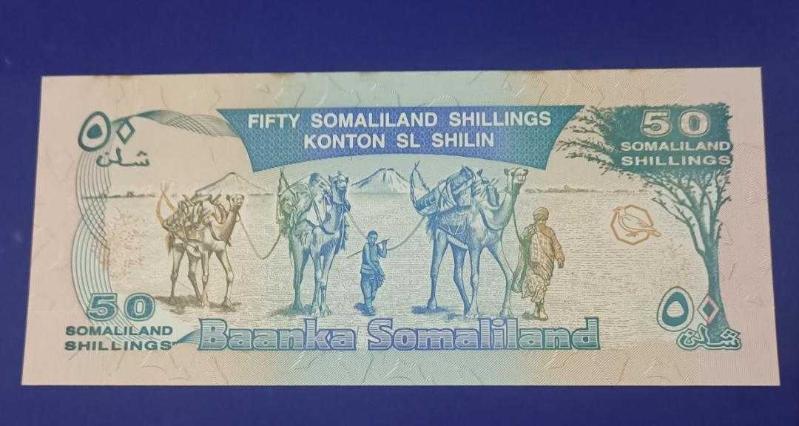 ٥٠
شلن
FIFTY SOMALILAND SHILLINGS
KONTON SL SHILIN
50
SOMALILAND
SHILLINGS
50
SOMALILAND
SHILLINGS
Baanka Somaliland
٥٠
شلن